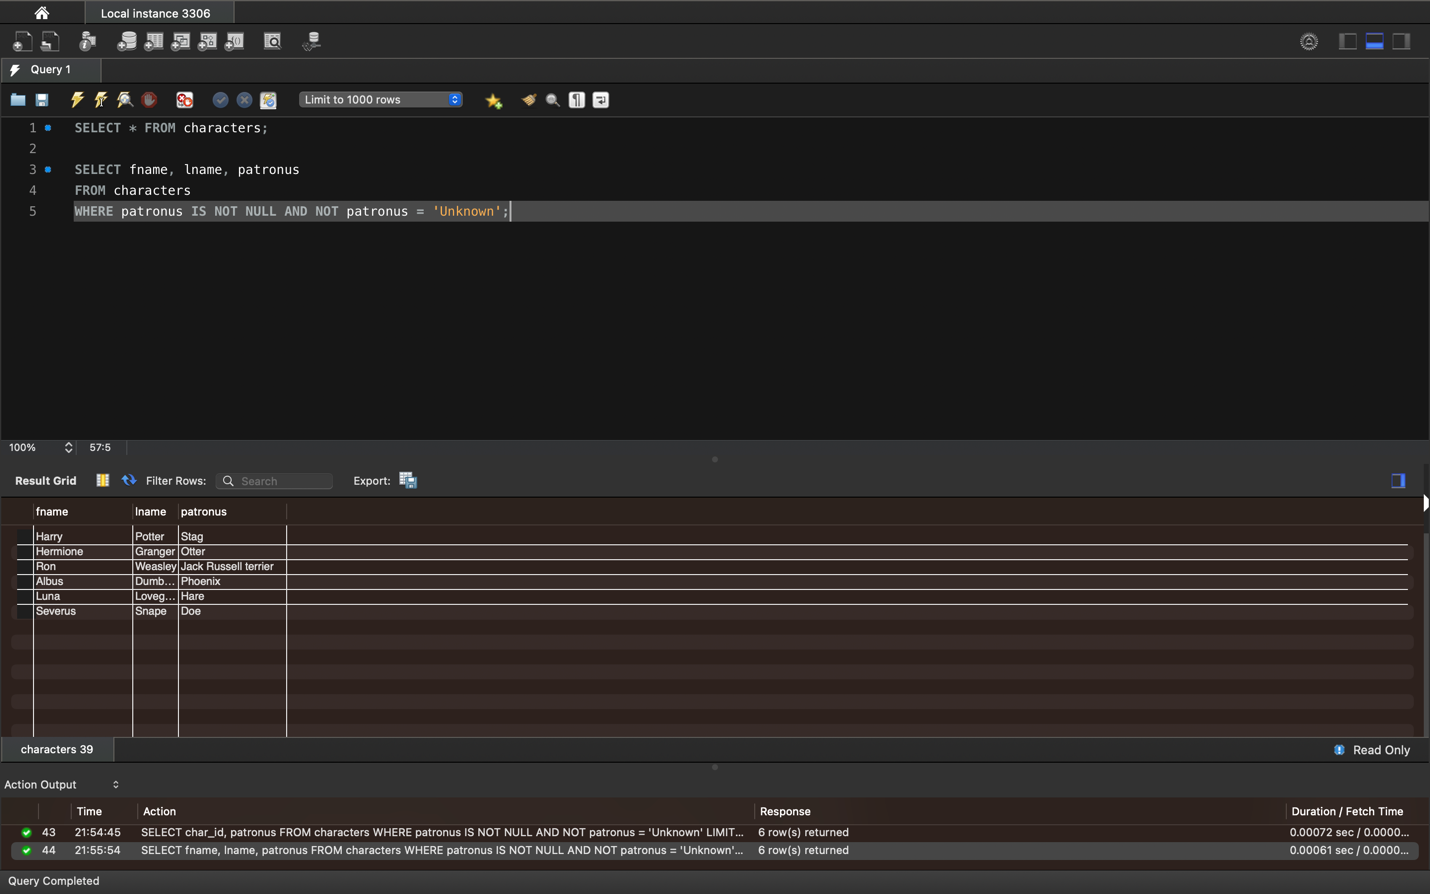 Local instance 3306
Query 1
Limit to 1000 rows
1 SELECT * FROM characters;
2
3 SELECT fname, lname, patronus
4 FROM characters
5 WHERE patronus IS NOT NULL AND NOT patronus = 'Unknown';
100% 57:5
Result Grid Filter Rows: Search Export:
fname lname patronus
Harry Potter Stag
Hermione Granger Otter
Ron Weasley Jack Russell terrier
Albus Dumb... Phoenix
Luna Loveg... Hare
Severus Snape Doe
characters 39 Read Only
Action Output
Time Action Response Duration / Fetch Time
43 21:54:45 SELECT char_id, patronus FROM characters WHERE patronus IS NOT NULL AND NOT patronus = 'Unknown' LIMIT... 6 row(s) returned 0.00072 sec / 0.0000...
44 21:55:54 SELECT fname, lname, patronus FROM characters WHERE patronus IS NOT NULL AND NOT patronus = 'Unknown'... 6 row(s) returned 0.00061 sec / 0.0000...
Query Completed